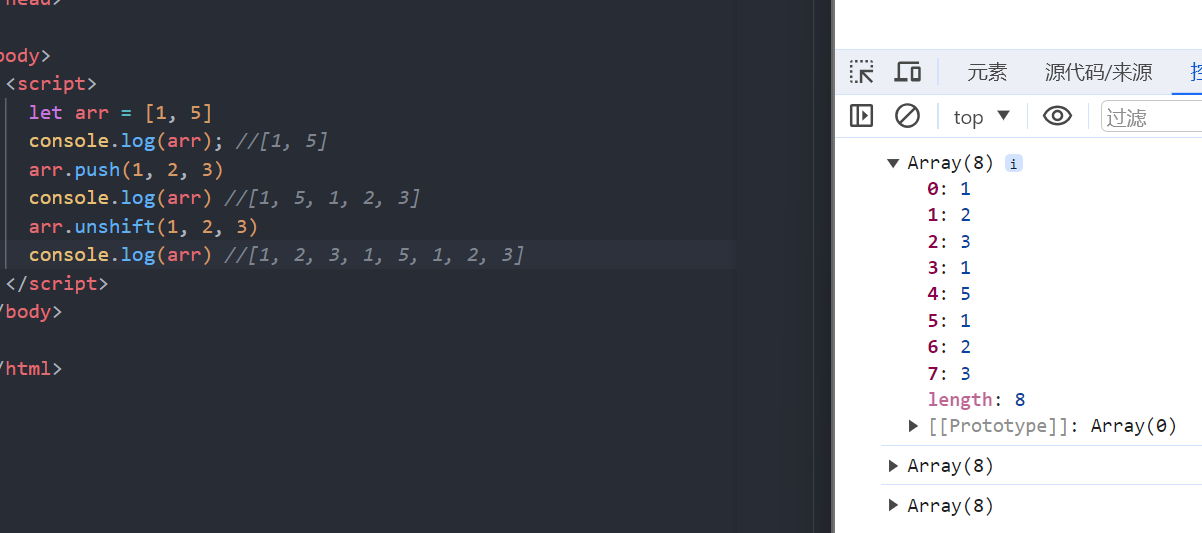 head>
body>
<script>
let arr = [1, 5]
console.log(arr); //[1, 5]
arr.push(1, 2, 3)
console.log(arr) //[1, 5, 1, 2, 3]
arr.unshift(1, 2, 3)
console.log(arr) //[1, 2, 3, 1, 5, 1, 2, 3]
</script>
/body>
/html>
元素
源代码/来源
top
过滤
Array(8) i
0: 1
1: 2
2: 3
3: 1
4: 5
5: 1
6: 2
7: 3
length: 8
[[Prototype]]: Array(0)
Array(8)
Array(8)